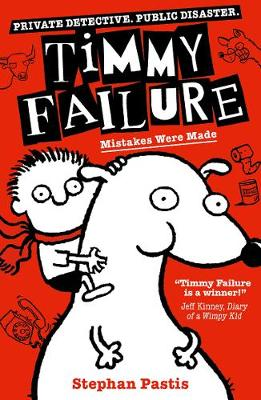 PRIVATE DETECTIVE. PUBLIC DISASTER.
TiMMY
FAILURE
Mistakes Were Made
“Timmy Failure
is a winner!”
Jeff Kinney, Diary
of a Wimpy Kid
Stephan Pastis